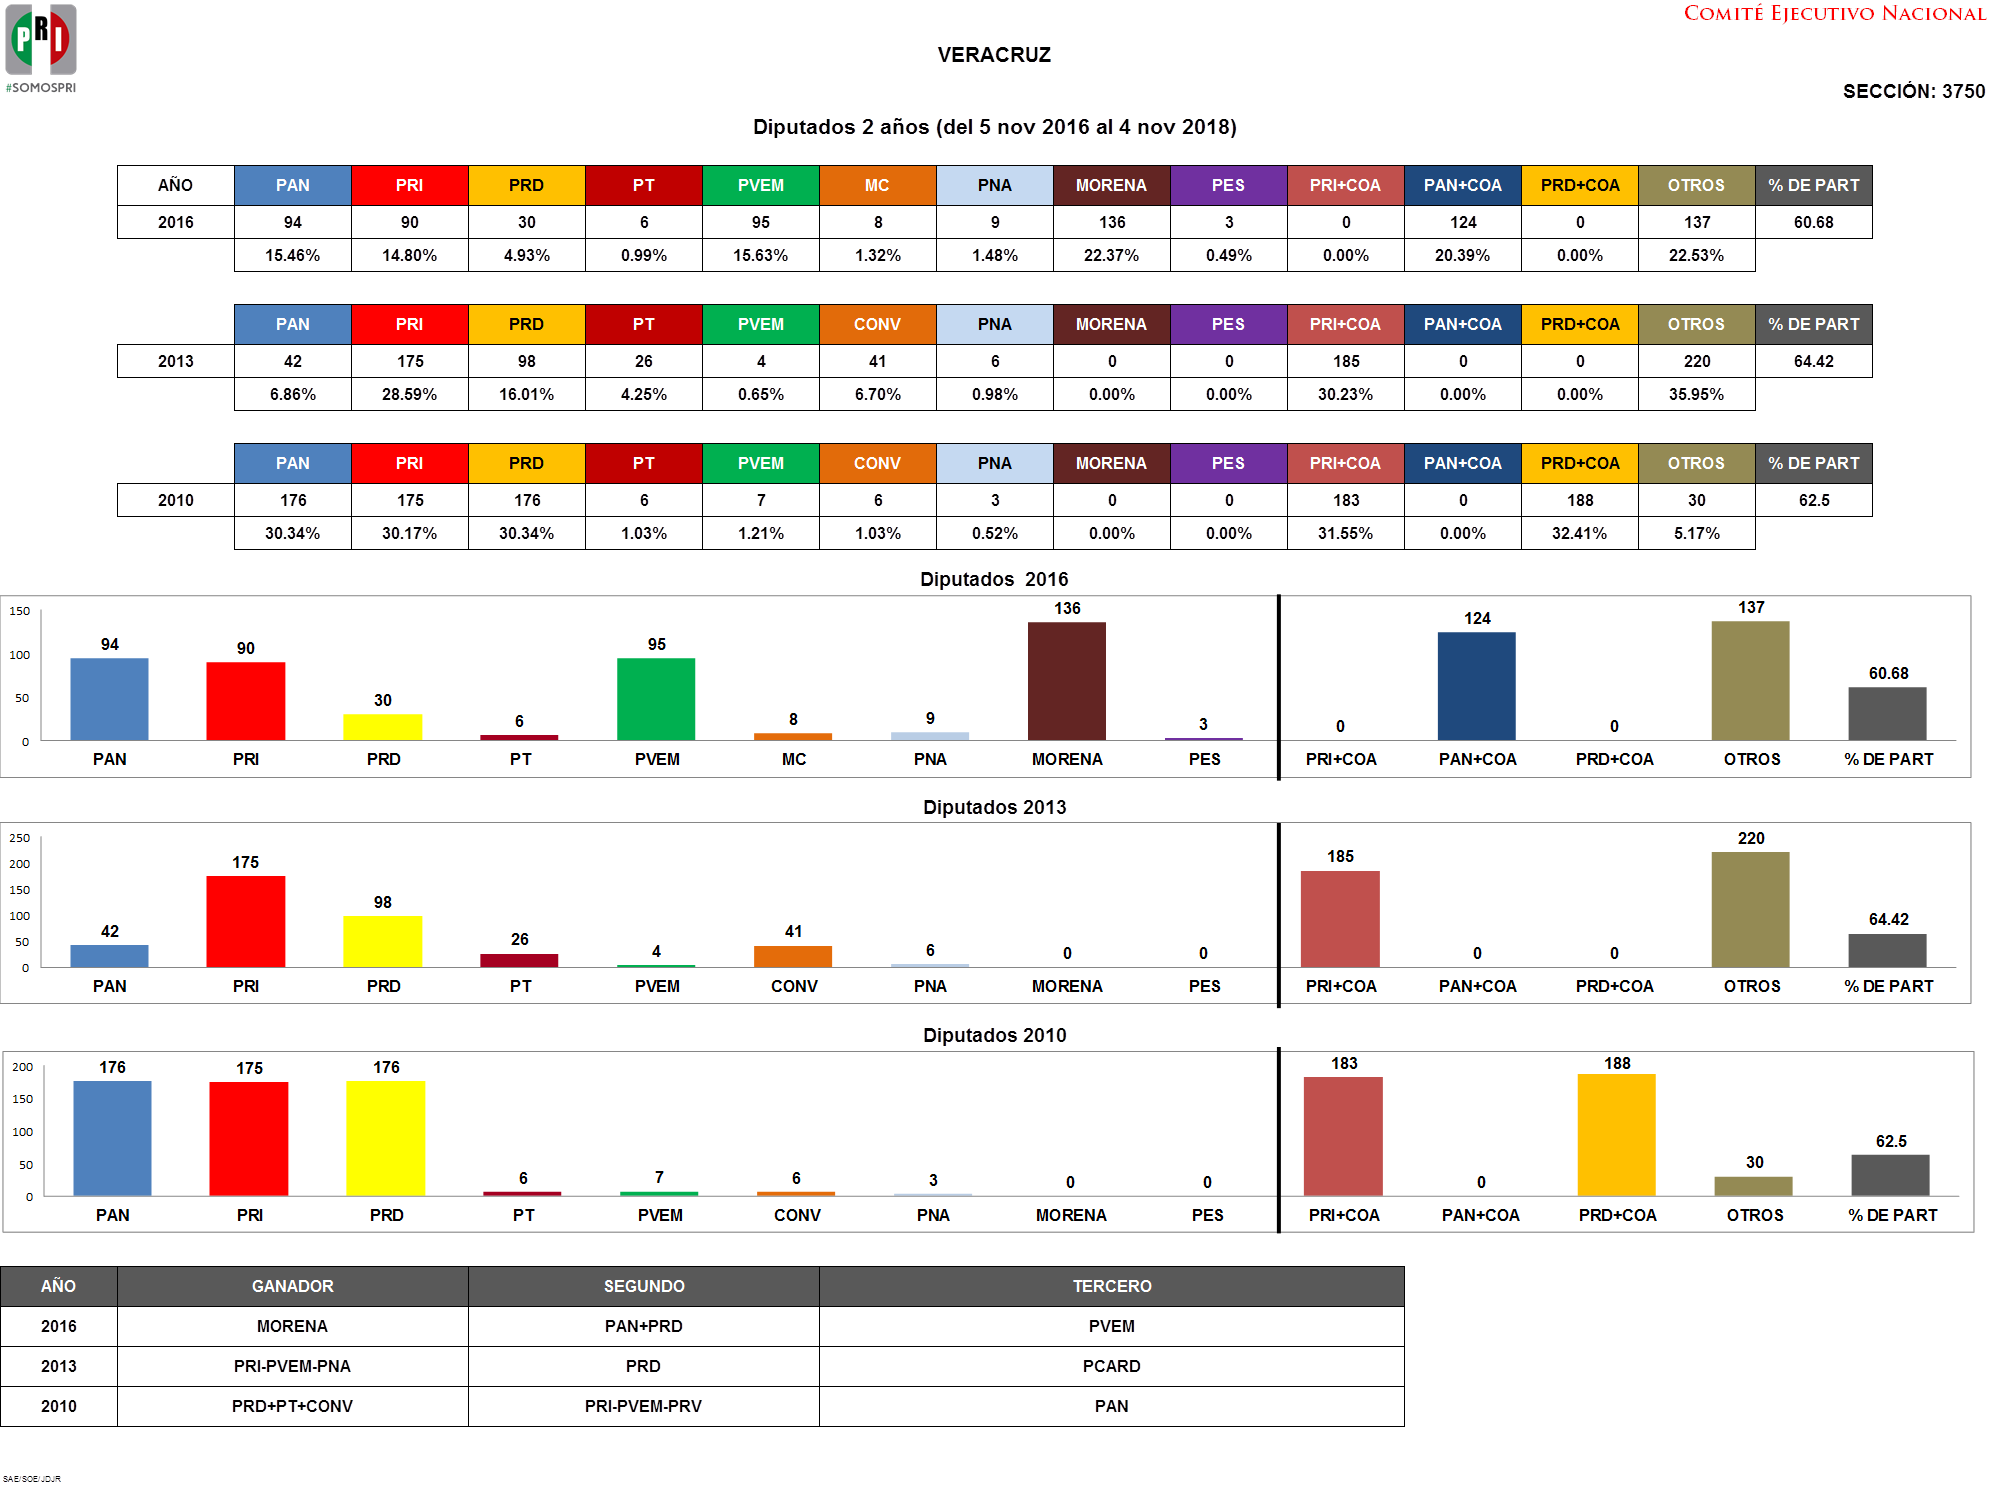 PRI
#SOMOSPRI
COMITÉ EJECUTIVO NACIONAL
VERACRUZ
SECCIÓN: 3750
Diputados 2 años (del 5 nov 2016 al 4 nov 2018)
AÑO PAN PRI PRD PT PVEM MC PNA MORENA PES PRI+COA PAN+COA PRD+COA OTROS % DE PART
2016 94 90 30 6 95 8 9 136 3 0 124 0 137 60.68
15.46% 14.80% 4.93% 0.99% 15.63% 1.32% 1.48% 22.37% 0.49% 0.00% 20.39% 0.00% 22.53%
PAN PRI PRD PT PVEM CONV PNA MORENA PES PRI+COA PAN+COA PRD+COA OTROS % DE PART
2013 42 175 98 26 4 41 6 0 0 185 0 0 220 64.42
6.86% 28.59% 16.01% 4.25% 0.65% 6.70% 0.98% 0.00% 0.00% 30.23% 0.00% 0.00% 35.95%
PAN PRI PRD PT PVEM CONV PNA MORENA PES PRI+COA PAN+COA PRD+COA OTROS % DE PART
2010 176 175 176 6 7 6 3 0 0 183 0 188 30 62.5
30.34% 30.17% 30.34% 1.03% 1.21% 1.03% 0.52% 0.00% 0.00% 31.55% 0.00% 32.41% 5.17%
Diputados 2016
150
100
50
0
94 90 30 6 95 8 9 136 3 0 124 0 137 60.68
PAN PRI PRD PT PVEM MC PNA MORENA PES PRI+COA PAN+COA PRD+COA OTROS % DE PART
Diputados 2013
250
200
150
100
50
0
42 175 98 26 4 41 6 0 0 185 0 0 220 64.42
PAN PRI PRD PT PVEM CONV PNA MORENA PES PRI+COA PAN+COA PRD+COA OTROS % DE PART
Diputados 2010
200
150
100
50
0
176 175 176 6 7 6 3 0 0 183 0 188 30 62.5
PAN PRI PRD PT PVEM CONV PNA MORENA PES PRI+COA PAN+COA PRD+COA OTROS % DE PART
AÑO GANADOR SEGUNDO TERCERO
2016 MORENA PAN+PRD PVEM
2013 PRI-PVEM-PNA PRD PCARD
2010 PRD+PT+CONV PRI-PVEM-PRV PAN
SAE/SOE/JDJR